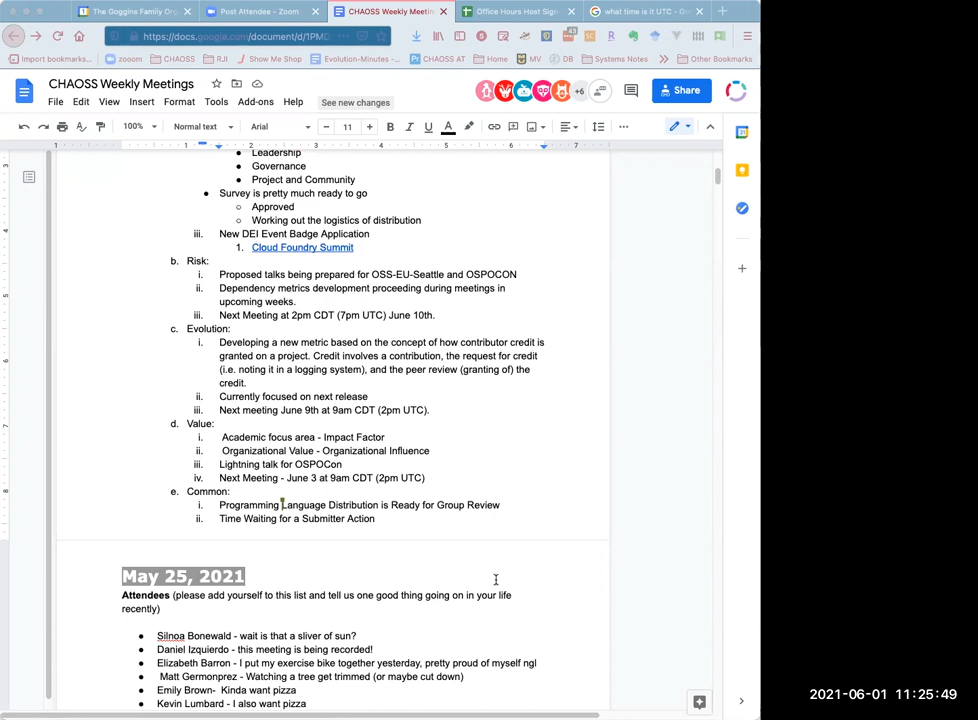 The Goggins Family Org
Post Attendee - Zoom
CHAOSS Weekly Meetin
Office Hours Host Sign
what time is it UTC - Go
https://docs.google.com/document/d/1PMD
Import bookmarks...
zooom
CHAOSS
RJI
Show Me Shop
Evolution-Minutes -...
CHAOSS AT
Home
MV
DB
Systems Notes
Other Bookmarks
CHAOSS Weekly Meetings
File Edit View Insert Format Tools Add-ons Help
See new changes
+6
Share
100%
Normal text
Arial
11
Leadership
Governance
Project and Community
Survey is pretty much ready to go
Approved
Working out the logistics of distribution
iii. New DEI Event Badge Application
1. Cloud Foundry Summit
b. Risk:
i. Proposed talks being prepared for OSS-EU-Seattle and OSPOCON
ii. Dependency metrics development proceeding during meetings in
upcoming weeks.
iii. Next Meeting at 2pm CDT (7pm UTC) June 10th.
c. Evolution:
i. Developing a new metric based on the concept of how contributor credit is
granted on a project. Credit involves a contribution, the request for credit
(i.e. noting it in a logging system), and the peer review (granting of) the
credit.
ii. Currently focused on next release
iii. Next meeting June 9th at 9am CDT (2pm UTC).
d. Value:
i. Academic focus area - Impact Factor
ii. Organizational Value - Organizational Influence
iii. Lightning talk for OSPOCon
iv. Next Meeting - June 3 at 9am CDT (2pm UTC)
e. Common:
i. Programming Language Distribution is Ready for Group Review
ii. Time Waiting for a Submitter Action
May 25, 2021
Attendees (please add yourself to this list and tell us one good thing going on in your life
recently)
Silnoa Bonewald - wait is that a sliver of sun?
Daniel Izquierdo - this meeting is being recorded!
Elizabeth Barron - I put my exercise bike together yesterday, pretty proud of myself ngl
Matt Germonprez - Watching a tree get trimmed (or maybe cut down)
Emily Brown- Kinda want pizza
Kevin Lumbard - I also want pizza
2021-06-01 11:25:49